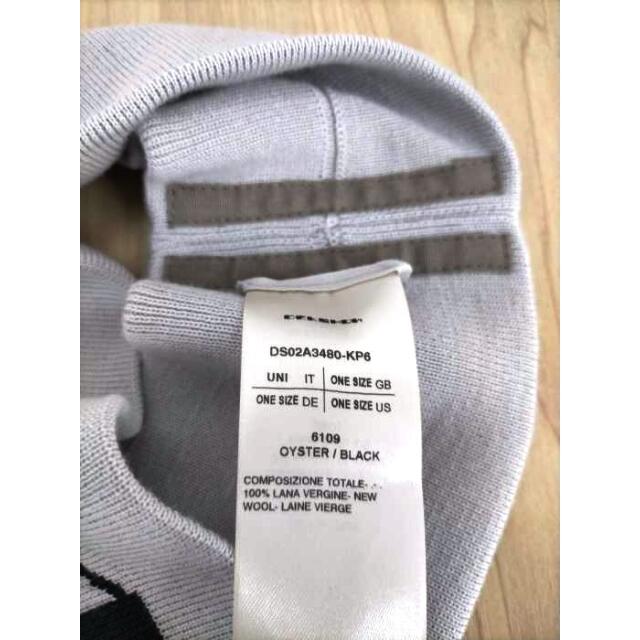 DRKSHDW
DS02A3480-KP6
UNI IT ONE SIZE GB
ONE SIZE DE ONE SIZE US
6109
OYSTER / BLACK
COMPOSIZIONE TOTALE- . -
100% LANA VERGINE- NEW
WOOL- LAINE VIERGE